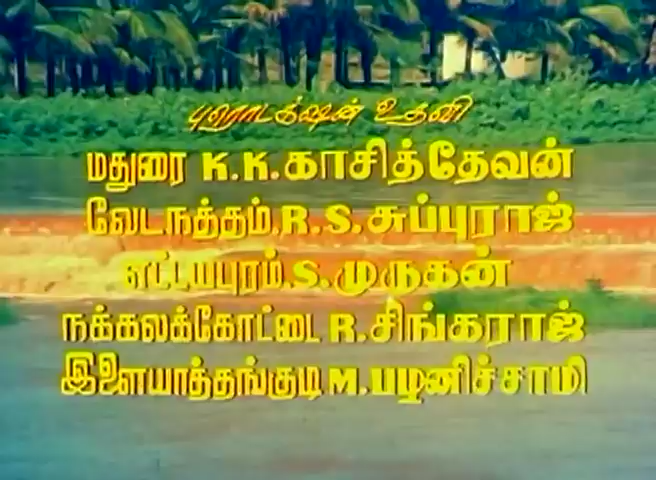 புரொடக்ஷன் உதவி
மதுரை K.K.காசித்தேவன்
வேடநத்தம்.R.S.சுப்புராஜ்
எட்டயபுரம்.S.முருகன்
நக்கலக்கோட்டை R.சிங்கராஜ்
இளையாத்தங்குடி M.பழனிச்சாமி